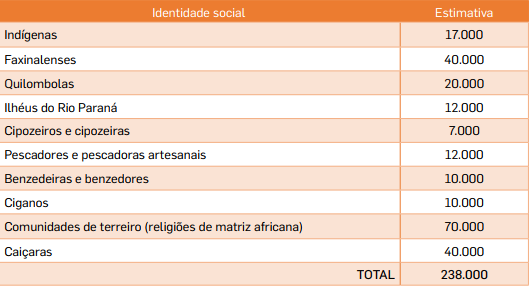 Identidade social Estimativa
Indígenas 17.000
Faxinalenses 40.000
Quilombolas 20.000
Ilhéus do Rio Paraná 12.000
Cipozeiros e cipozeiras 7.000
Pescadores e pescadoras artesanais 12.000
Benzedeiras e benzedores 10.000
Ciganos 10.000
Comunidades de terreiro (religiões de matriz africana) 70.000
Caiçaras 40.000
TOTAL 238.000